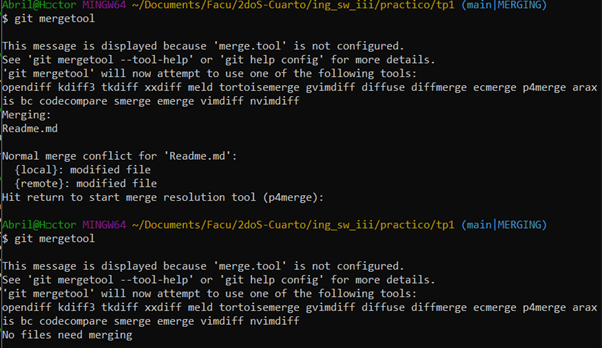 Abril@H□ctor MINGW64 ~/Documents/Facu/2doS-Cuarto/ing_sw_iii/practico/tp1 (main|MERGING)
$ git mergetool
This message is displayed because 'merge.tool' is not configured.
See 'git mergetool --tool-help' or 'git help config' for more details.
'git mergetool' will now attempt to use one of the following tools:
opendiff kdiff3 tkdiff xxdiff meld tortoisemerge gvimdiff diffuse diffmerge ecmerge p4merge arax
is bc codecompare smerge emerge vimdiff nvimdiff
Merging:
Readme.md
Normal merge conflict for 'Readme.md':
  {local}: modified file
  {remote}: modified file
Hit return to start merge resolution tool (p4merge):
Abril@H□ctor MINGW64 ~/Documents/Facu/2doS-Cuarto/ing_sw_iii/practico/tp1 (main|MERGING)
$ git mergetool
This message is displayed because 'merge.tool' is not configured.
See 'git mergetool --tool-help' or 'git help config' for more details.
'git mergetool' will now attempt to use one of the following tools:
opendiff kdiff3 tkdiff xxdiff meld tortoisemerge gvimdiff diffuse diffmerge ecmerge p4merge arax
is bc codecompare smerge emerge vimdiff nvimdiff
No files need merging